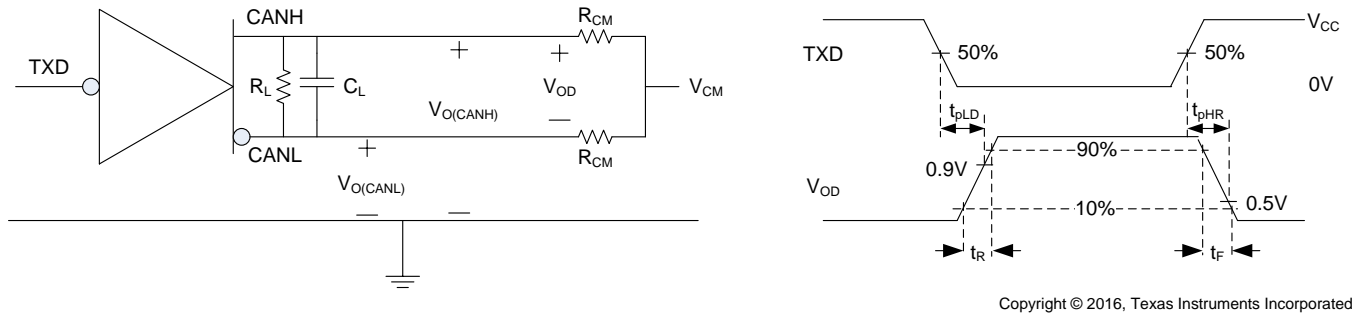 CANH
R_CM
TXD
R_L
C_L
+
+
V_OD
V_CM
V_O(CANH)
—
CANL
+
R_CM
V_O(CANL)
—
—
TXD
50%
50%
V_CC
0V
t_pLD
t_pHR
90%
0.9V
V_OD
10%
0.5V
t_R
t_F
Copyright © 2016, Texas Instruments Incorporated